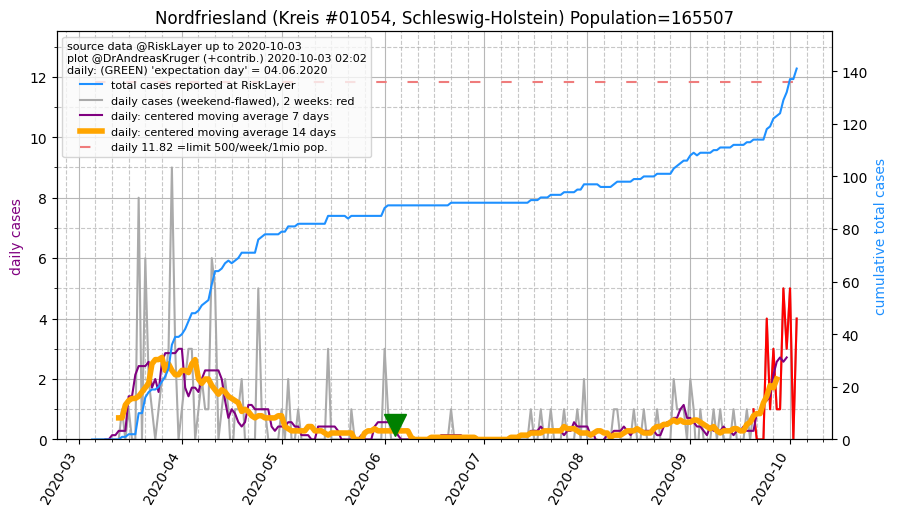 Nordfriesland (Kreis #01054, Schleswig-Holstein) Population=165507
source data @RiskLayer up to 2020-10-03
plot @DrAndreasKruger (+contrib.) 2020-10-03 02:02
daily: (GREEN) 'expectation day' = 04.06.2020
total cases reported at RiskLayer
daily cases (weekend-flawed), 2 weeks: red
daily: centered moving average 7 days
daily: centered moving average 14 days
daily 11.82 =limit 500/week/1mio pop.
daily cases
12
10
8
6
4
2
0
cumulative total cases
140
120
100
80
60
40
20
0
2020-03
2020-04
2020-05
2020-06
2020-07
2020-08
2020-09
2020-10